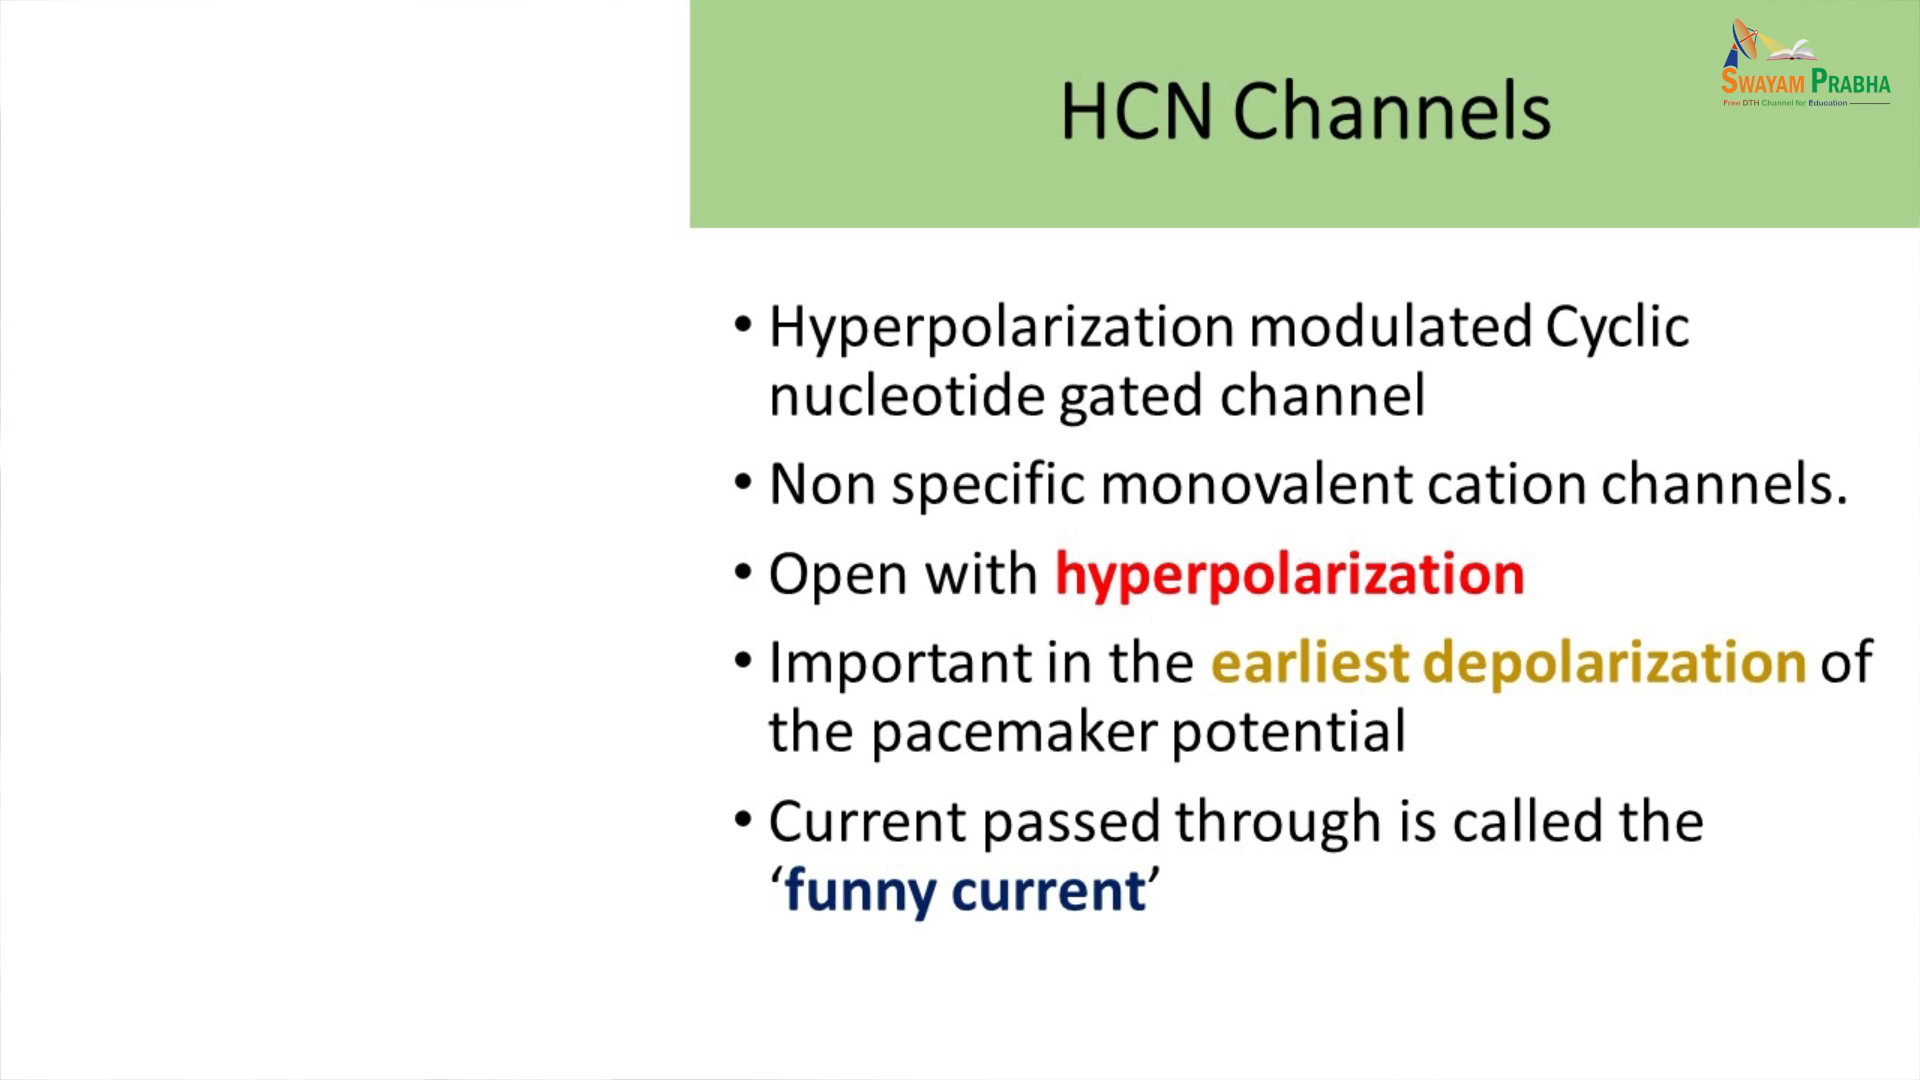 HCN Channels
SWAYAM PRABHA
Free DTH Channel for Education
• Hyperpolarization modulated Cyclic
nucleotide gated channel
• Non specific monovalent cation channels.
• Open with hyperpolarization
• Important in the earliest depolarization of
the pacemaker potential
• Current passed through is called the
‘funny current’